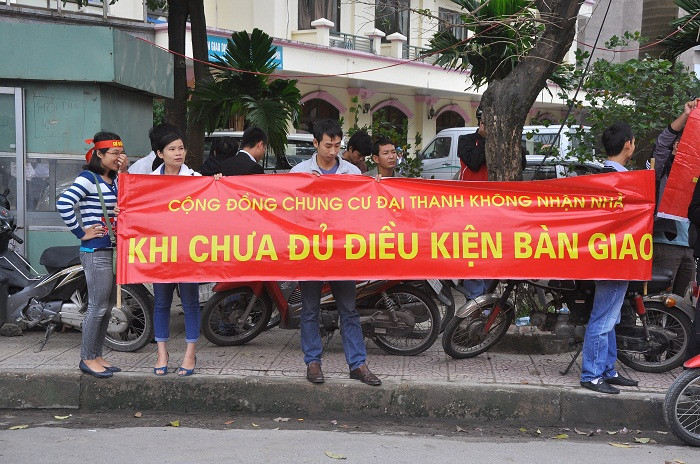 CỘNG ĐỒNG CHUNG CƯ ĐẠI THANH KHÔNG NHẬN NHÀ
KHI CHƯA ĐỦ ĐIỀU KIỆN BÀN GIAO